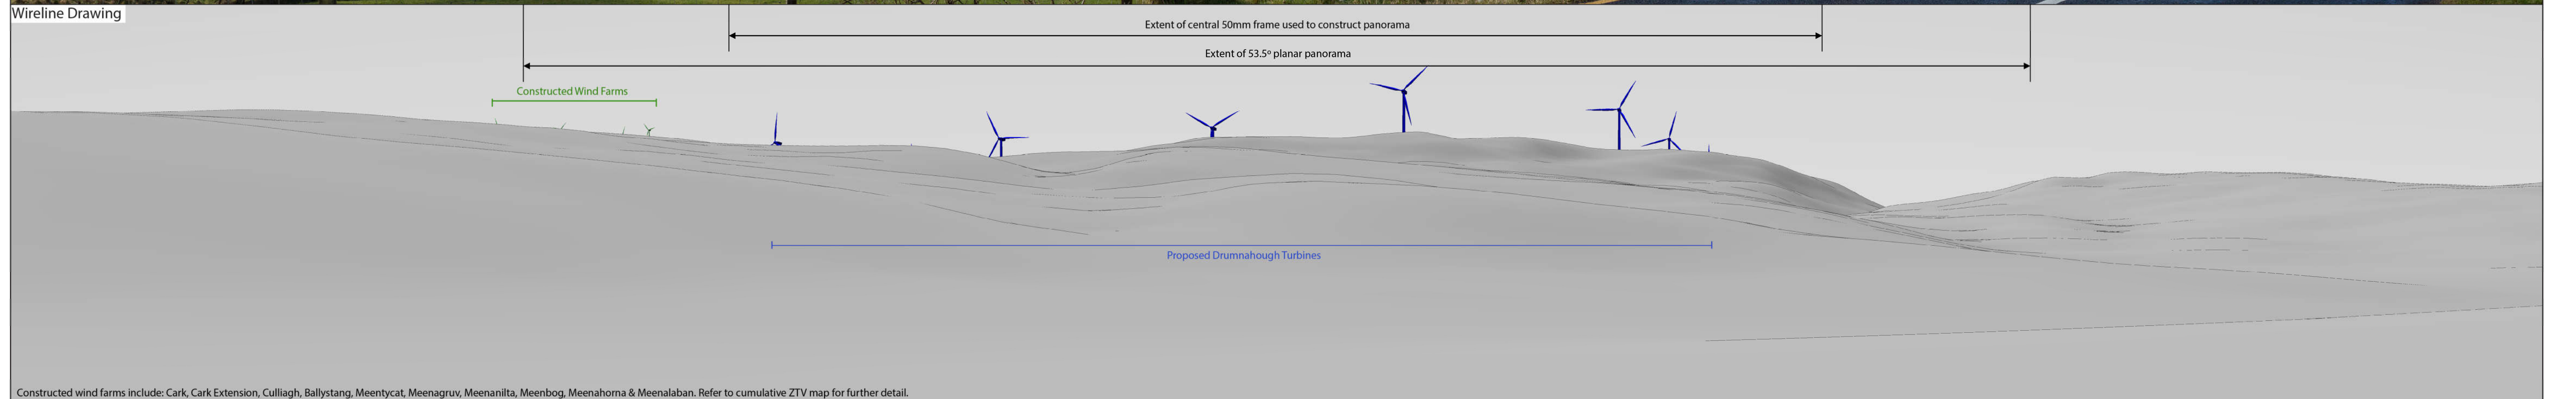 Wireline Drawing
Extent of central 50mm frame used to construct panorama
Extent of 53.5º planar panorama
Constructed Wind Farms
Proposed Drumnahough Turbines
Constructed wind farms include: Cark, Cark Extension, Culliagh, Ballystang, Meentycat, Meenagruv, Meenanilta, Meenbog, Meenahorna & Meenalaban. Refer to cumulative ZTV map for further detail.